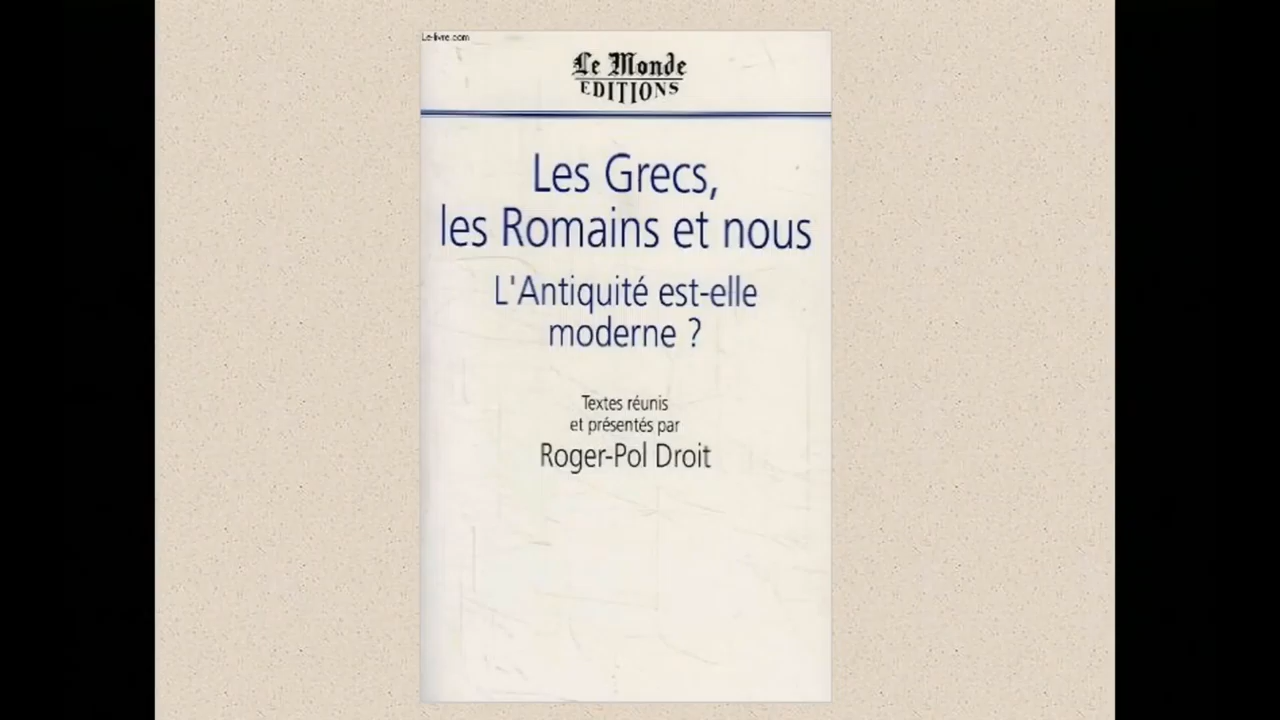 Le-livre.com
Le Monde
EDITIONS
Les Grecs,
les Romains et nous
L'Antiquité est-elle
moderne ?
Textes réunis
et présentés par
Roger-Pol Droit